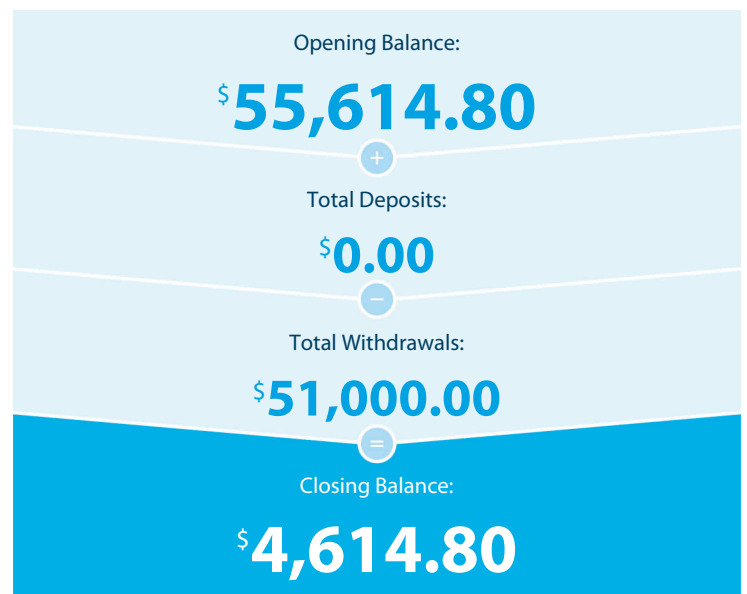 Opening Balance:
$55,614.80
+
Total Deposits:
$0.00
−
Total Withdrawals:
$51,000.00
=
Closing Balance:
$4,614.80